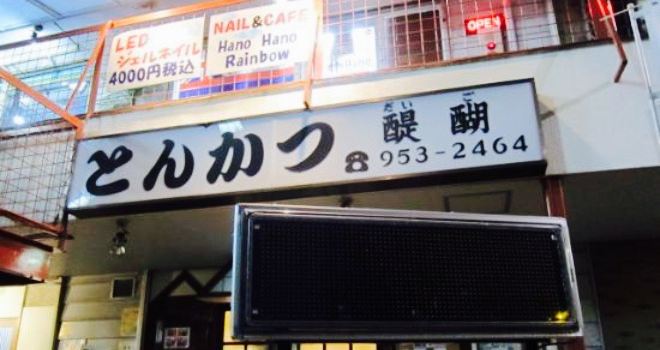 LED
ジェルネイル
4000円税込
NAIL&CAFE
Hano Hano
Rainbow
OPEN
とんかつ
だい ご
醍醐
☎953-2464